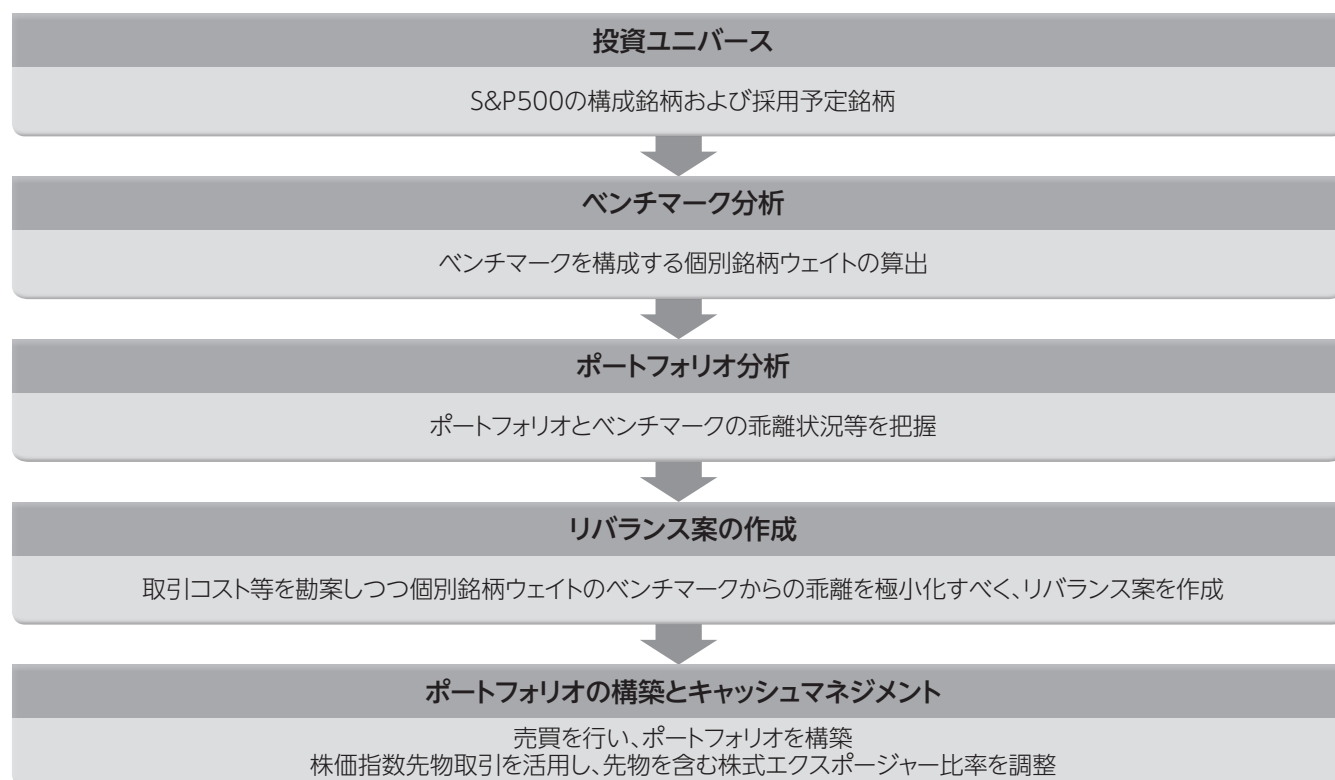 投資ユニバース
S&P500の構成銘柄および採用予定銘柄
ベンチマーク分析
ベンチマークを構成する個別銘柄ウェイトの算出
ポートフォリオ分析
ポートフォリオとベンチマークの乖離状況等を把握
リバランス案の作成
取引コスト等を勘案しつつ個別銘柄ウェイトのベンチマークからの乖離を極小化すべく、リバランス案を作成
ポートフォリオの構築とキャッシュマネジメント
売買を行い、ポートフォリオを構築
株価指数先物取引を活用し、先物を含む株式エクスポージャー比率を調整